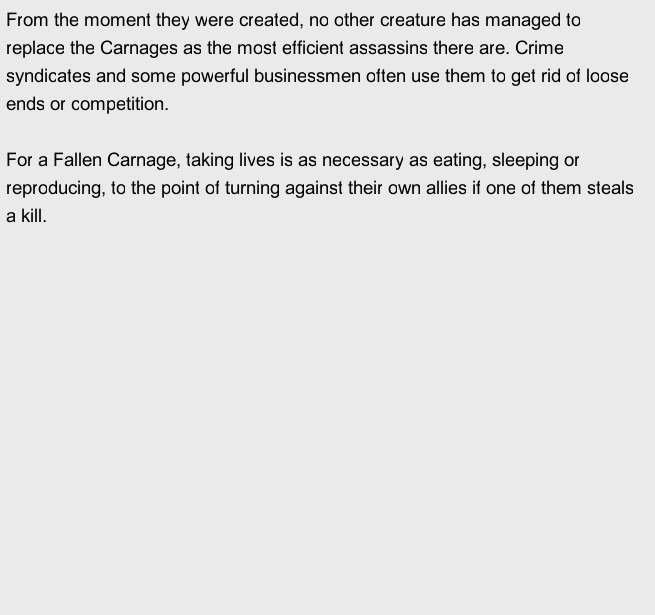 From the moment they were created, no other creature has managed to
replace the Carnages as the most efficient assassins there are. Crime
syndicates and some powerful businessmen often use them to get rid of loose
ends or competition.

For a Fallen Carnage, taking lives is as necessary as eating, sleeping or
reproducing, to the point of turning against their own allies if one of them steals
a kill.